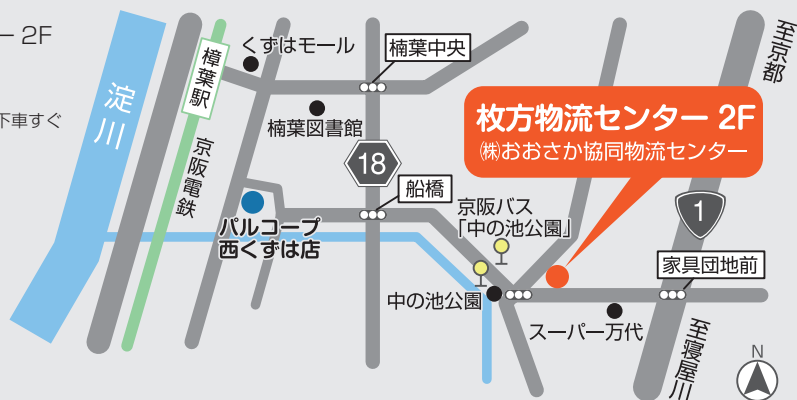 ー 2F
下車すぐ
淀川
樟葉駅
京阪電鉄
くずはモール
楠葉図書館
楠葉中央
18
船橋
パルコープ
西くずは店
京阪バス
「中の池公園」
中の池公園
枚方物流センター 2F
㈱おおさか協同物流センター
スーパー万代
家具団地前
1
至京都
至寝屋川
N